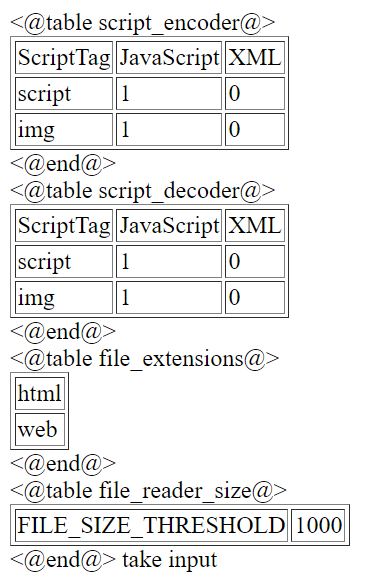 <@table script_encoder@>
ScriptTag JavaScript XML
script 1 0
img 1 0
<@end@>
<@table script_decoder@>
ScriptTag JavaScript XML
script 1 0
img 1 0
<@end@>
<@table file_extensions@>
html
web
<@end@>
<@table file_reader_size@>
FILE_SIZE_THRESHOLD 1000
<@end@> take input